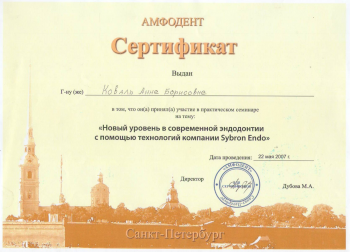 АМФОДЕНТ
Сертификат
Выдан
Г-ну (же) Коваль Анна Борисовна
в том, что он(а) принял(а) участие в практическом семинаре
на тему:
«Новый уровень в современной эндодонтии
с помощью технологий компании Sybron Endo»
Дата проведения: 22 мая 2007 г.
АМФОДЕНТ
Директор
Дубова М.А.
Санкт-Петербург